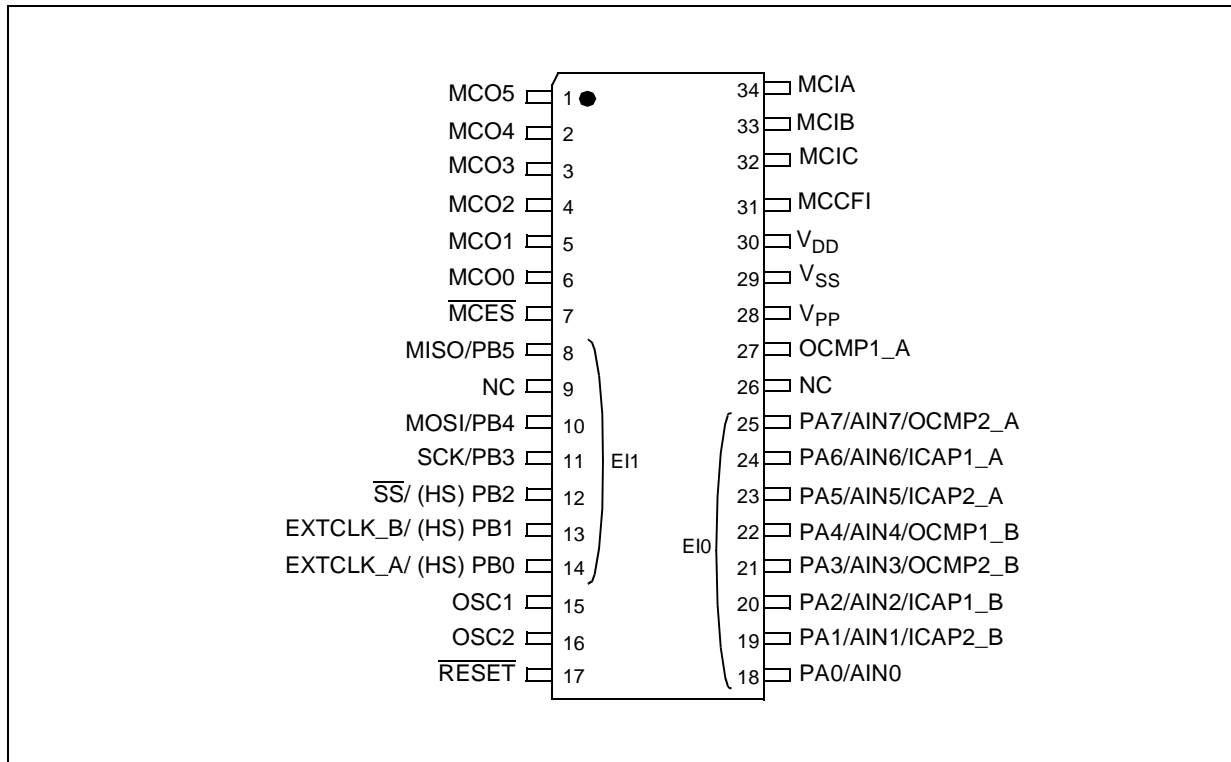 MCO5 1 34 MCIA
MCO4 2 33 MCIB
MCO3 3 32 MCIC
MCO2 4 31 MCCFI
MCO1 5 30 VDD
MCO0 6 29 VSS
MCES 7 28 VPP
MISO/PB5 8 27 OCMP1_A
NC 9 26 NC
MOSI/PB4 10 25 PA7/AIN7/OCMP2_A
SCK/PB3 11 EI1 24 PA6/AIN6/ICAP1_A
SS/ (HS) PB2 12 23 PA5/AIN5/ICAP2_A
EXTCLK_B/ (HS) PB1 13 22 PA4/AIN4/OCMP1_B
EXTCLK_A/ (HS) PB0 14 EI0 21 PA3/AIN3/OCMP2_B
OSC1 15 20 PA2/AIN2/ICAP1_B
OSC2 16 19 PA1/AIN1/ICAP2_B
RESET 17 18 PA0/AIN0